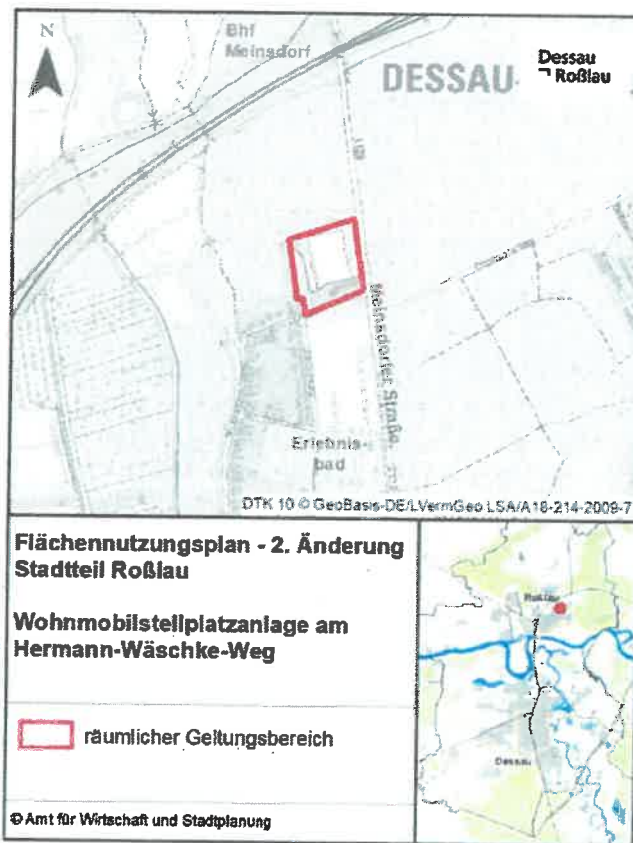 N
Bhf
Meinsdorf
DESSAU
Dessau
Roßlau
Meinsdorfer Straße
Erlebnis-
bad
DTK 10 © GeoBasis-DE/LVermGeo LSA/A18-214-2009-7
Flächennutzungsplan - 2. Änderung
Stadtteil Roßlau
Wohnmobilstellplatzanlage am
Hermann-Wäschke-Weg
räumlicher Geltungsbereich
© Amt für Wirtschaft und Stadtplanung
Roßlau
Dessau